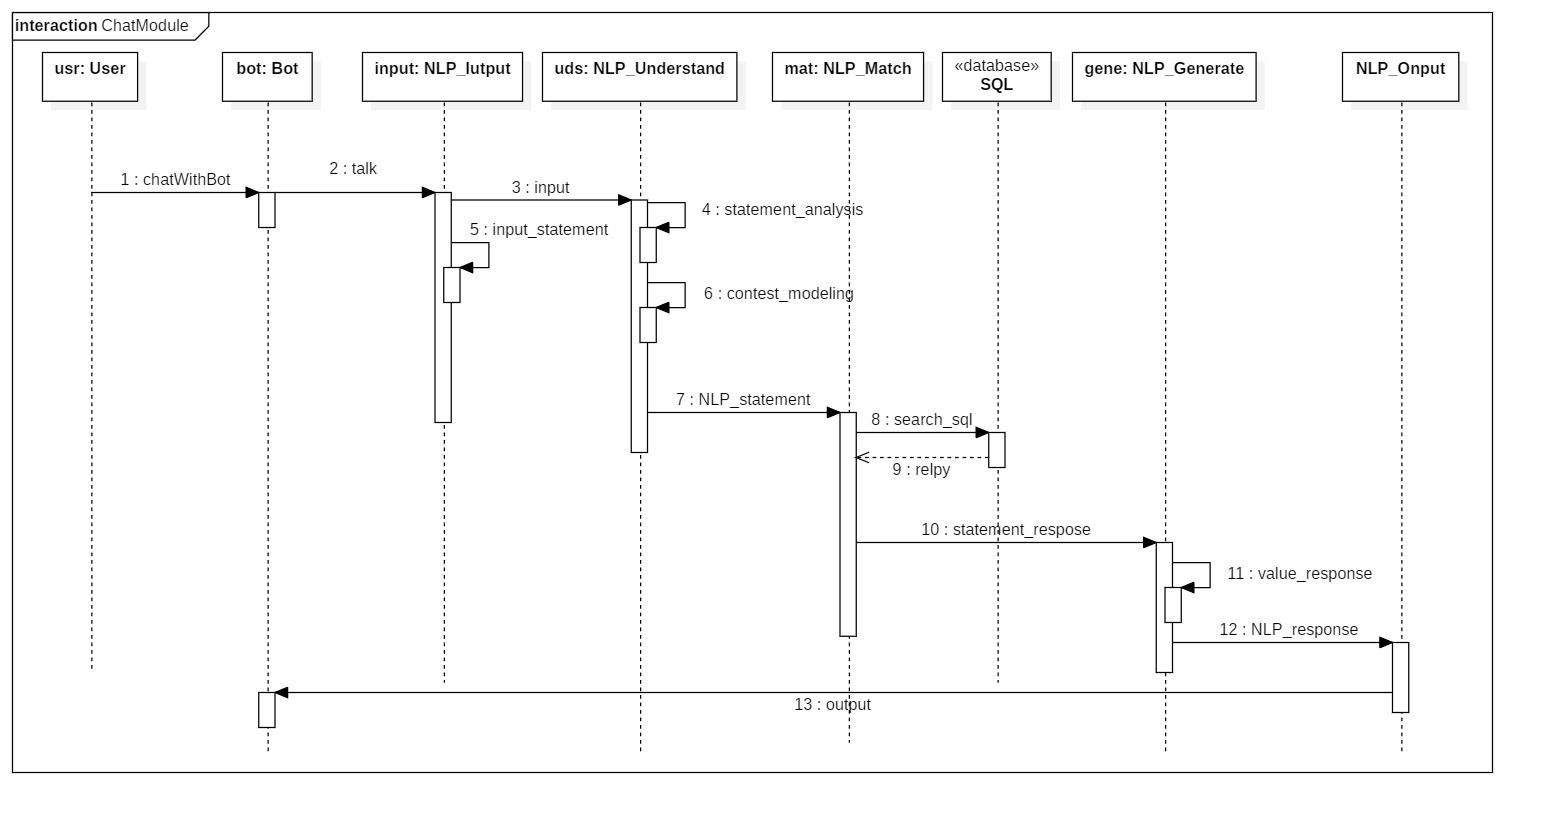 interaction ChatModule
usr: User
bot: Bot
input: NLP_Iutput
uds: NLP_Understand
mat: NLP_Match
«database»
SQL
gene: NLP_Generate
NLP_Onput
1 : chatWithBot
2 : talk
3 : input
4 : statement_analysis
5 : input_statement
6 : contest_modeling
7 : NLP_statement
8 : search_sql
9 : relpy
10 : statement_respose
11 : value_response
12 : NLP_response
13 : output